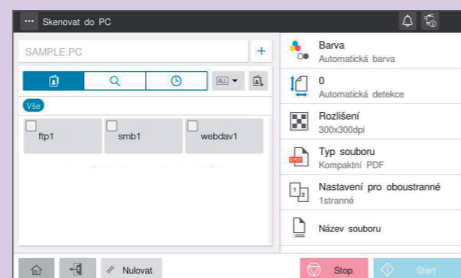 Skenovat do PC
SAMPLE.PC
+
ALL
Vše
ftp1
smb1
webdav1
Barva
Automatická barva
0
Automatická detekce
Rozlišení
300x300dpi
Typ souboru
Kompaktní PDF
Nastavení pro oboustranné
1stranné
Název souboru
Nulovat
Stop
Start